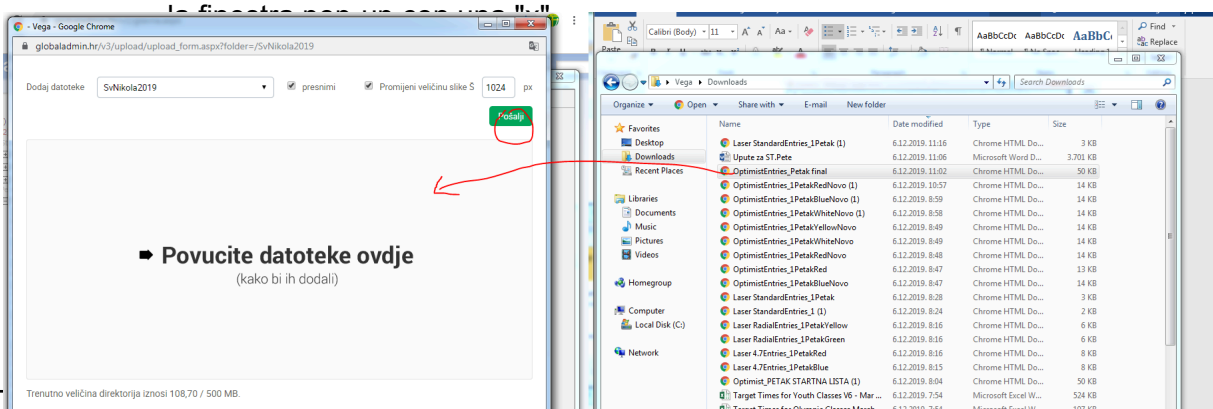 la finestra pop-up con una "x"
- Vega - Google Chrome
globaladmin.hr/v3/upload/upload_form.aspx?folder=/SvNikola2019
Dodaj datoteke SvNikola2019 presnimi Promijeni veličinu slike Š 1024 px
Pošalji
Povucite datoteke ovdje
(kako bi ih dodali)
Trenutno veličina direktorija iznosi 108,70 / 500 MB.
Paste
Calibri (Body) 11
AaBbCcDc AaBbCcDc AaBbC
Find
Replace
Vega Downloads
Search Downloads
Organize Open Share with E-mail New folder
Favorites
Desktop
Downloads
Recent Places
Libraries
Documents
Music
Pictures
Videos
Homegroup
Computer
Local Disk (C:)
Network
Name Date modified Type Size
Laser StandardEntries_1Petak (1) 6.12.2019. 11:16 Chrome HTML Do... 3 KB
Upute za ST.Pete 6.12.2019. 11:06 Microsoft Word D... 3.701 KB
OptimistEntries_Petak final 6.12.2019. 11:02 Chrome HTML Do... 50 KB
OptimistEntries_1PetakRedNovo (1) 6.12.2019. 10:57 Chrome HTML Do... 14 KB
OptimistEntries_1PetakBlueNovo (1) 6.12.2019. 8:59 Chrome HTML Do... 14 KB
OptimistEntries_1PetakWhiteNovo (1) 6.12.2019. 8:58 Chrome HTML Do... 14 KB
OptimistEntries_1PetakYellowNovo 6.12.2019. 8:49 Chrome HTML Do... 14 KB
OptimistEntries_1PetakWhiteNovo 6.12.2019. 8:49 Chrome HTML Do... 14 KB
OptimistEntries_1PetakRedNovo 6.12.2019. 8:48 Chrome HTML Do... 14 KB
OptimistEntries_1PetakRed 6.12.2019. 8:47 Chrome HTML Do... 13 KB
OptimistEntries_1PetakBlueNovo 6.12.2019. 8:47 Chrome HTML Do... 14 KB
Laser StandardEntries_1Petak 6.12.2019. 8:28 Chrome HTML Do... 3 KB
Laser StandardEntries_1 (1) 6.12.2019. 8:24 Chrome HTML Do... 2 KB
Laser RadialEntries_1PetakYellow 6.12.2019. 8:16 Chrome HTML Do... 6 KB
Laser RadialEntries_1PetakGreen 6.12.2019. 8:16 Chrome HTML Do... 6 KB
Laser 4.7Entries_1PetakRed 6.12.2019. 8:16 Chrome HTML Do... 8 KB
Laser 4.7Entries_1PetakBlue 6.12.2019. 8:15 Chrome HTML Do... 8 KB
Optimist_PETAK STARTNA LISTA (1) 6.12.2019. 8:04 Chrome HTML Do... 50 KB
Target Times for Youth Classes V6 - Mar ... 6.12.2019. 7:54 Microsoft Excel W... 524 KB